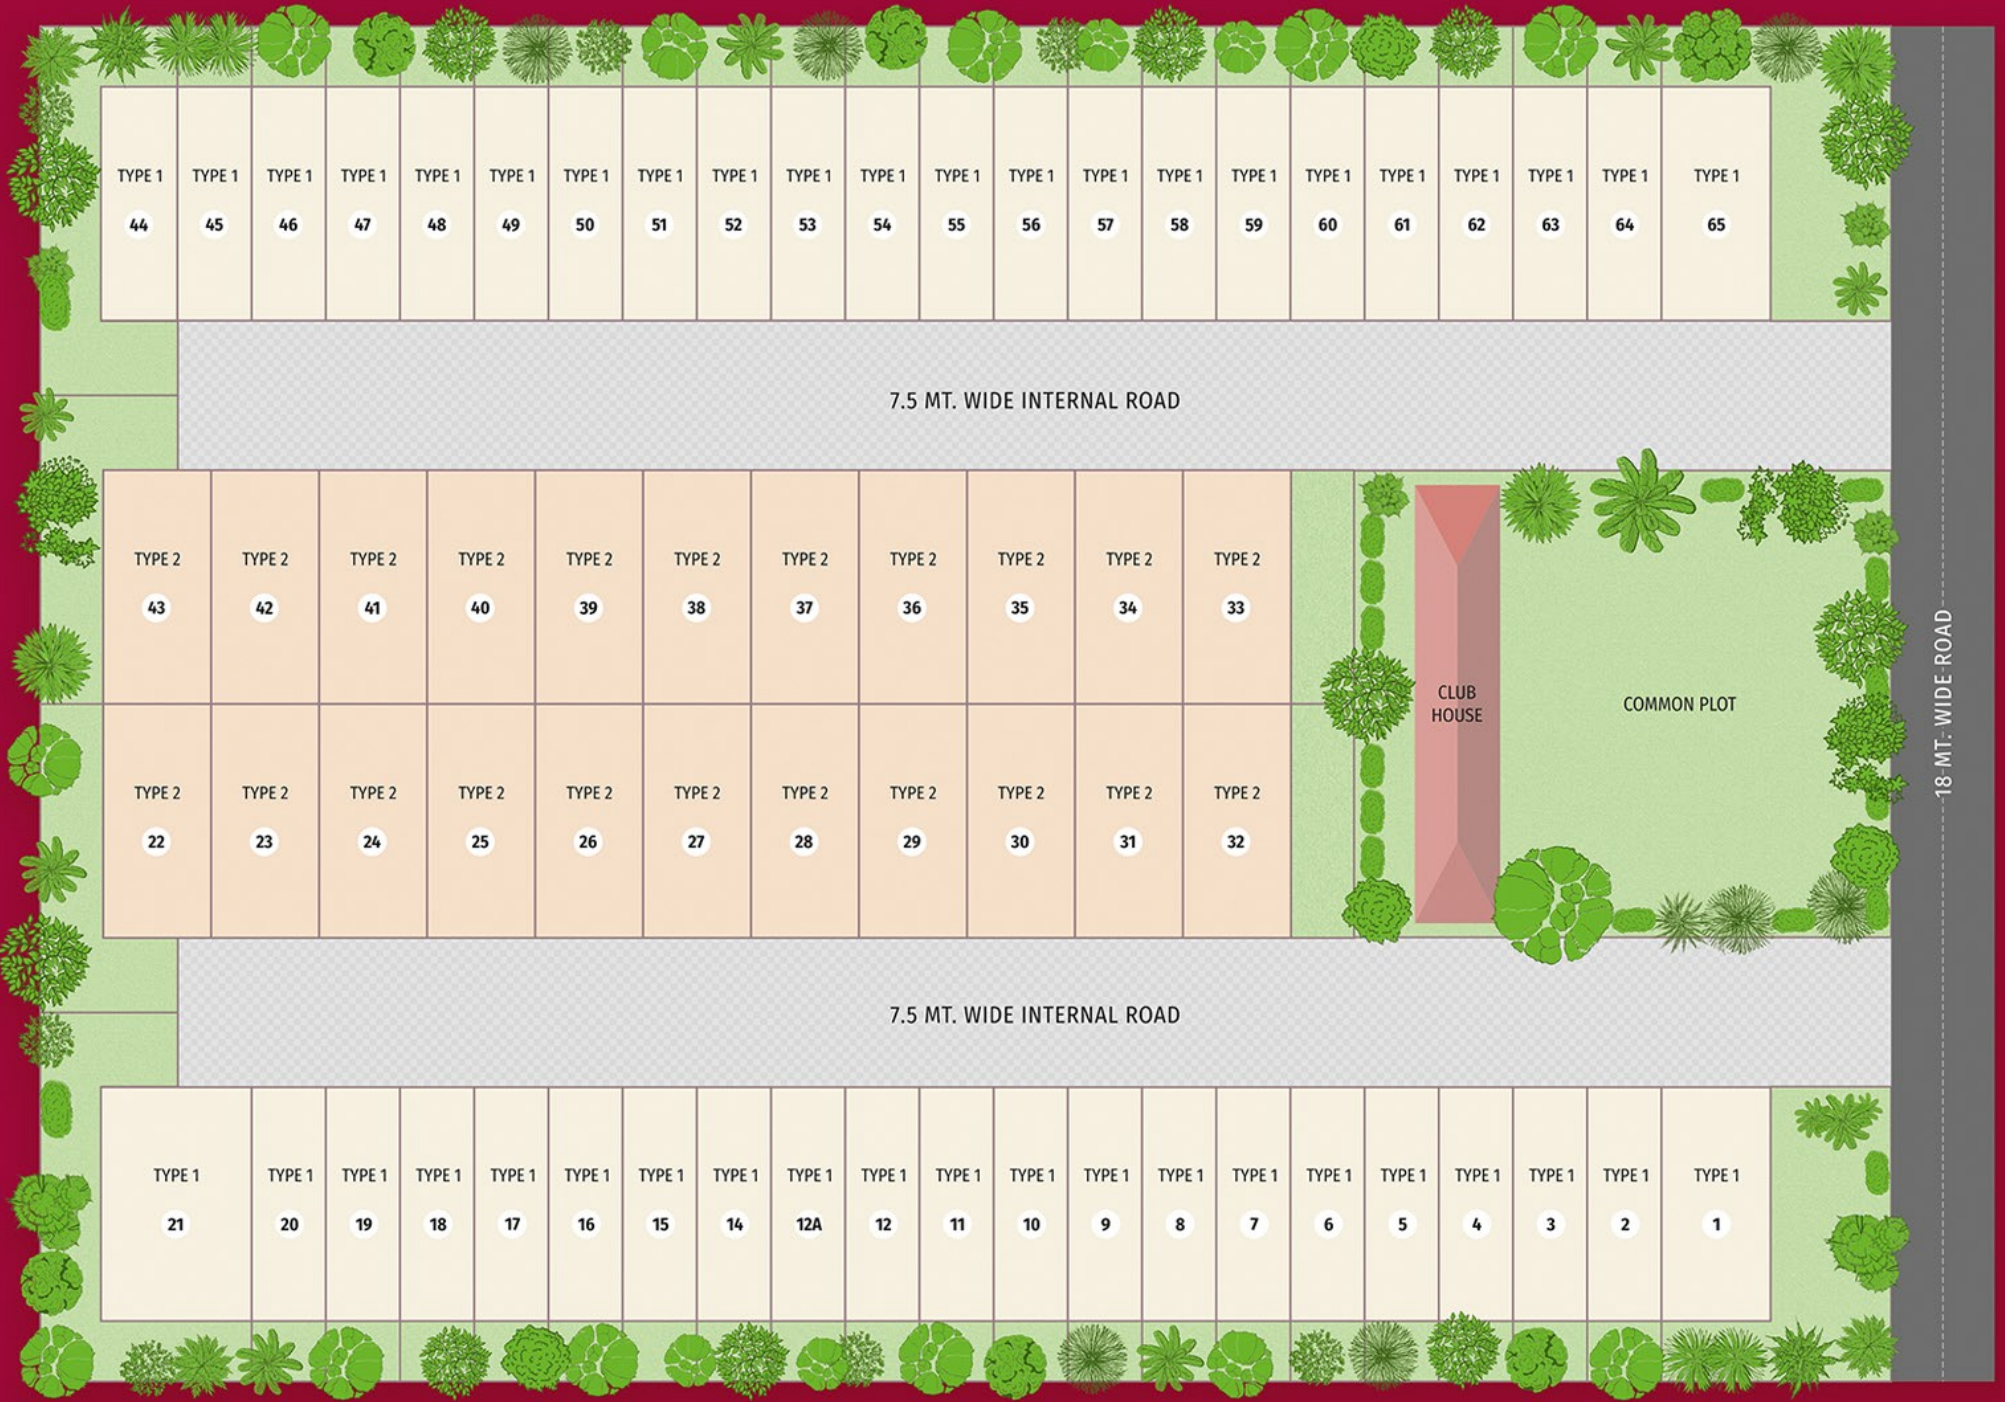 TYPE 1 TYPE 1 TYPE 1 TYPE 1 TYPE 1 TYPE 1 TYPE 1 TYPE 1 TYPE 1 TYPE 1 TYPE 1 TYPE 1 TYPE 1 TYPE 1 TYPE 1 TYPE 1 TYPE 1 TYPE 1 TYPE 1 TYPE 1 TYPE 1 TYPE 1
44 45 46 47 48 49 50 51 52 53 54 55 56 57 58 59 60 61 62 63 64 65
7.5 MT. WIDE INTERNAL ROAD
TYPE 2 TYPE 2 TYPE 2 TYPE 2 TYPE 2 TYPE 2 TYPE 2 TYPE 2 TYPE 2 TYPE 2 TYPE 2
43 42 41 40 39 38 37 36 35 34 33
CLUB
HOUSE
COMMON PLOT
18 MT. WIDE ROAD
TYPE 2 TYPE 2 TYPE 2 TYPE 2 TYPE 2 TYPE 2 TYPE 2 TYPE 2 TYPE 2 TYPE 2 TYPE 2
22 23 24 25 26 27 28 29 30 31 32
7.5 MT. WIDE INTERNAL ROAD
TYPE 1 TYPE 1 TYPE 1 TYPE 1 TYPE 1 TYPE 1 TYPE 1 TYPE 1 TYPE 1 TYPE 1 TYPE 1 TYPE 1 TYPE 1 TYPE 1 TYPE 1 TYPE 1 TYPE 1 TYPE 1 TYPE 1 TYPE 1 TYPE 1
21 20 19 18 17 16 15 14 12A 12 11 10 9 8 7 6 5 4 3 2 1